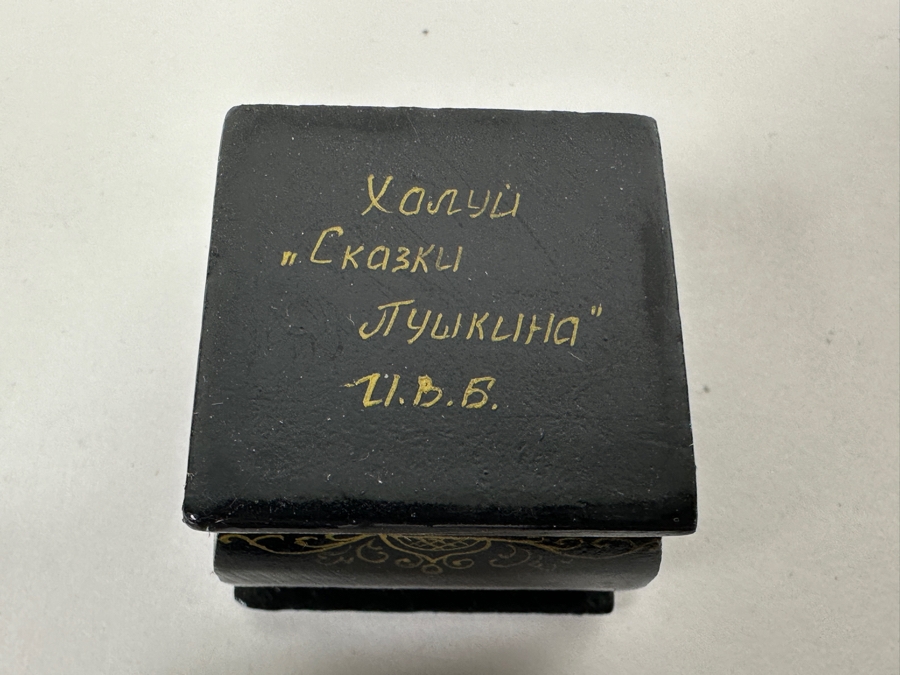 Холуй
„Сказки
Пушкина"
И.В.Б.